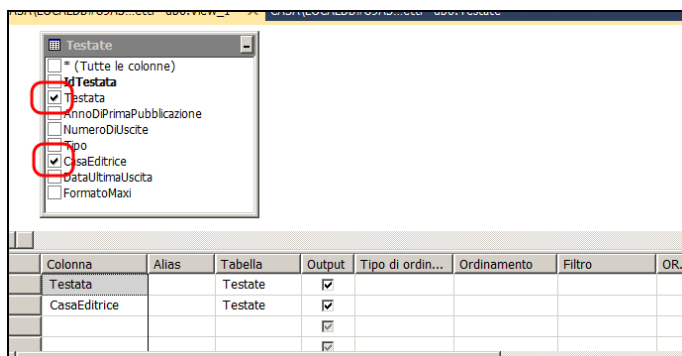 Testate
* (Tutte le colonne)
IdTestata
Testata
AnnoDiPrimaPubblicazione
NumeroDiUscite
Tipo
CasaEditrice
DataUltimaUscita
FormatoMaxi
Colonna Alias Tabella Output Tipo di ordin... Ordinamento Filtro OR.
Testata Testate
CasaEditrice Testate